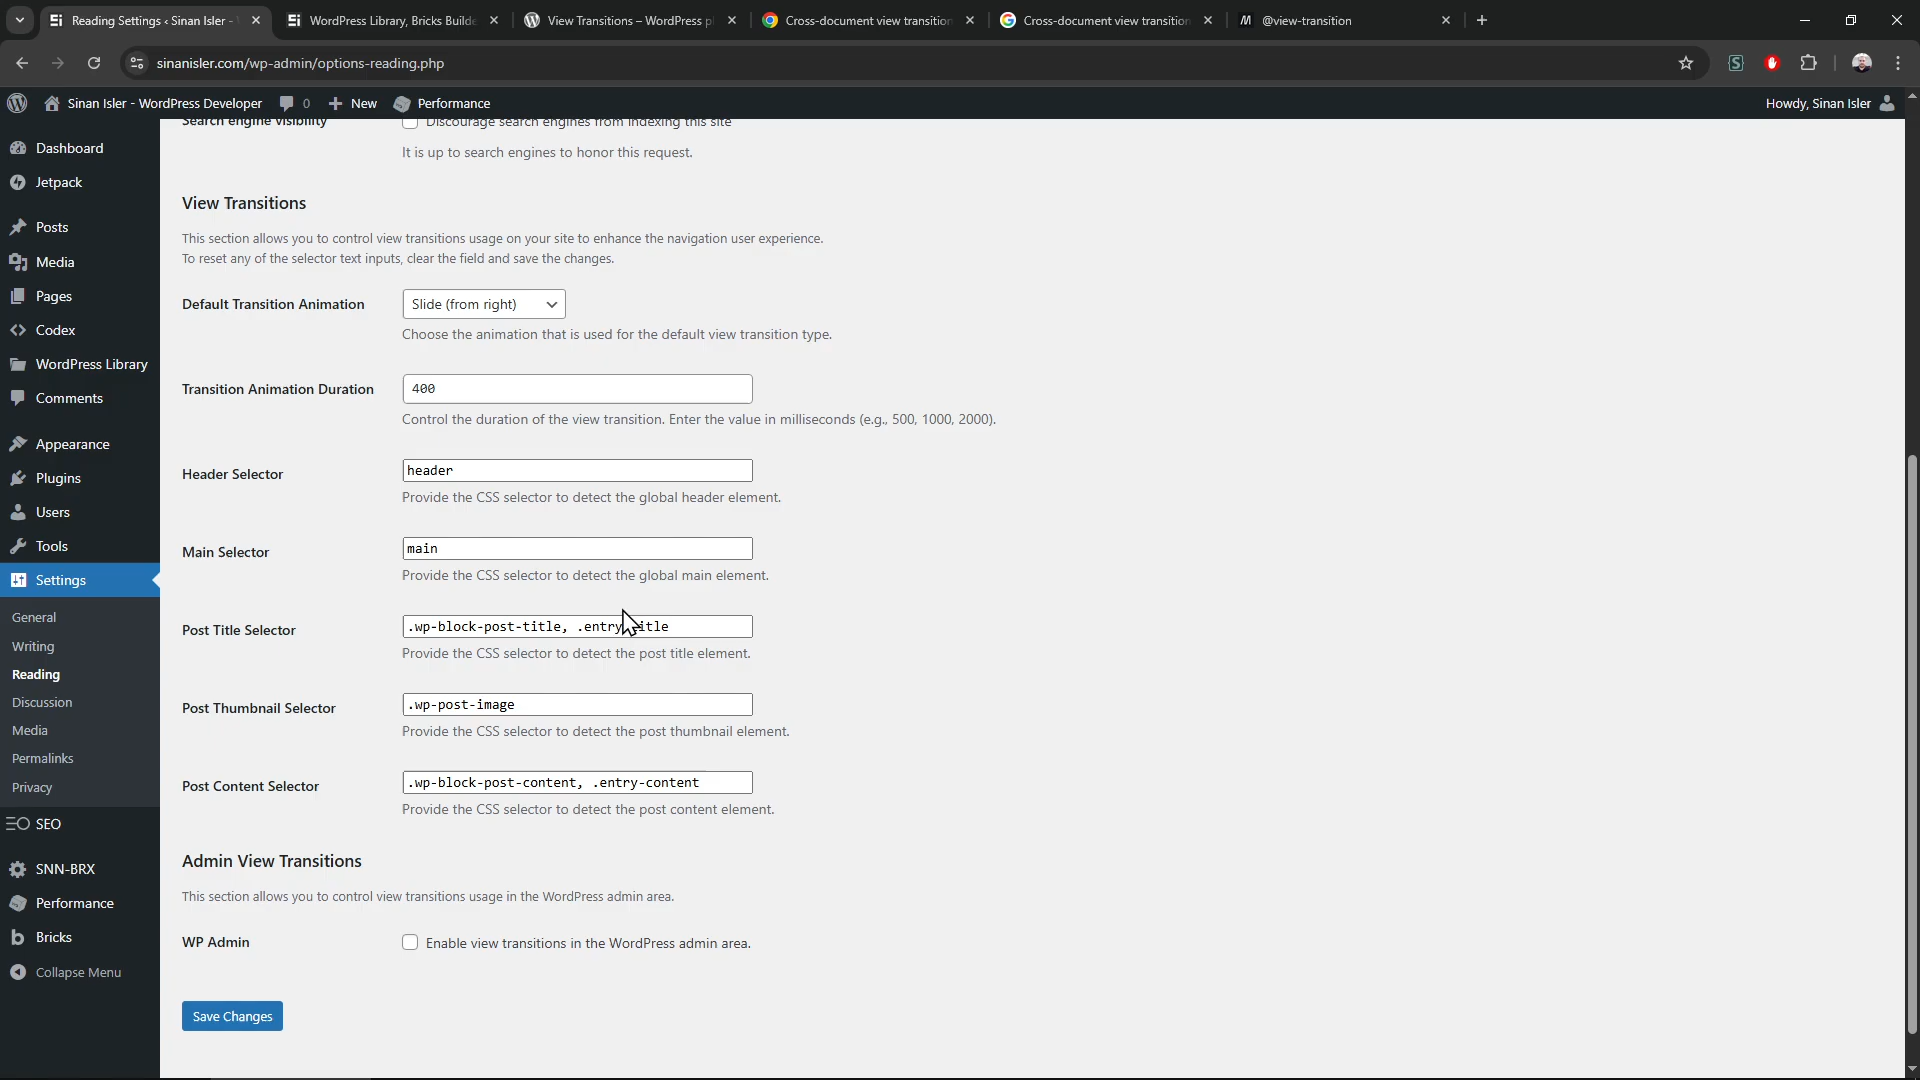 Reading Settings ‹ Sinan Isler -
WordPress Library, Bricks Builde
View Transitions – WordPress p
Cross-document view transition
Cross-document view transition
@view-transition
sinanisler.com/wp-admin/options-reading.php
Sinan Isler - WordPress Developer
0
New
Performance
Howdy, Sinan Isler
Dashboard
Jetpack
Posts
Media
Pages
Codex
WordPress Library
Comments
Appearance
Plugins
Users
Tools
Settings
General
Writing
Reading
Discussion
Media
Permalinks
Privacy
SEO
SNN-BRX
Performance
Bricks
Collapse Menu
Search engine visibility
Discourage search engines from indexing this site
It is up to search engines to honor this request.
View Transitions
This section allows you to control view transitions usage on your site to enhance the navigation user experience.
To reset any of the selector text inputs, clear the field and save the changes.
Default Transition Animation
Slide (from right)
Choose the animation that is used for the default view transition type.
Transition Animation Duration
400
Control the duration of the view transition. Enter the value in milliseconds (e.g., 500, 1000, 2000).
Header Selector
header
Provide the CSS selector to detect the global header element.
Main Selector
main
Provide the CSS selector to detect the global main element.
Post Title Selector
.wp-block-post-title, .entry-title
Provide the CSS selector to detect the post title element.
Post Thumbnail Selector
.wp-post-image
Provide the CSS selector to detect the post thumbnail element.
Post Content Selector
.wp-block-post-content, .entry-content
Provide the CSS selector to detect the post content element.
Admin View Transitions
This section allows you to control view transitions usage in the WordPress admin area.
WP Admin
Enable view transitions in the WordPress admin area.
Save Changes